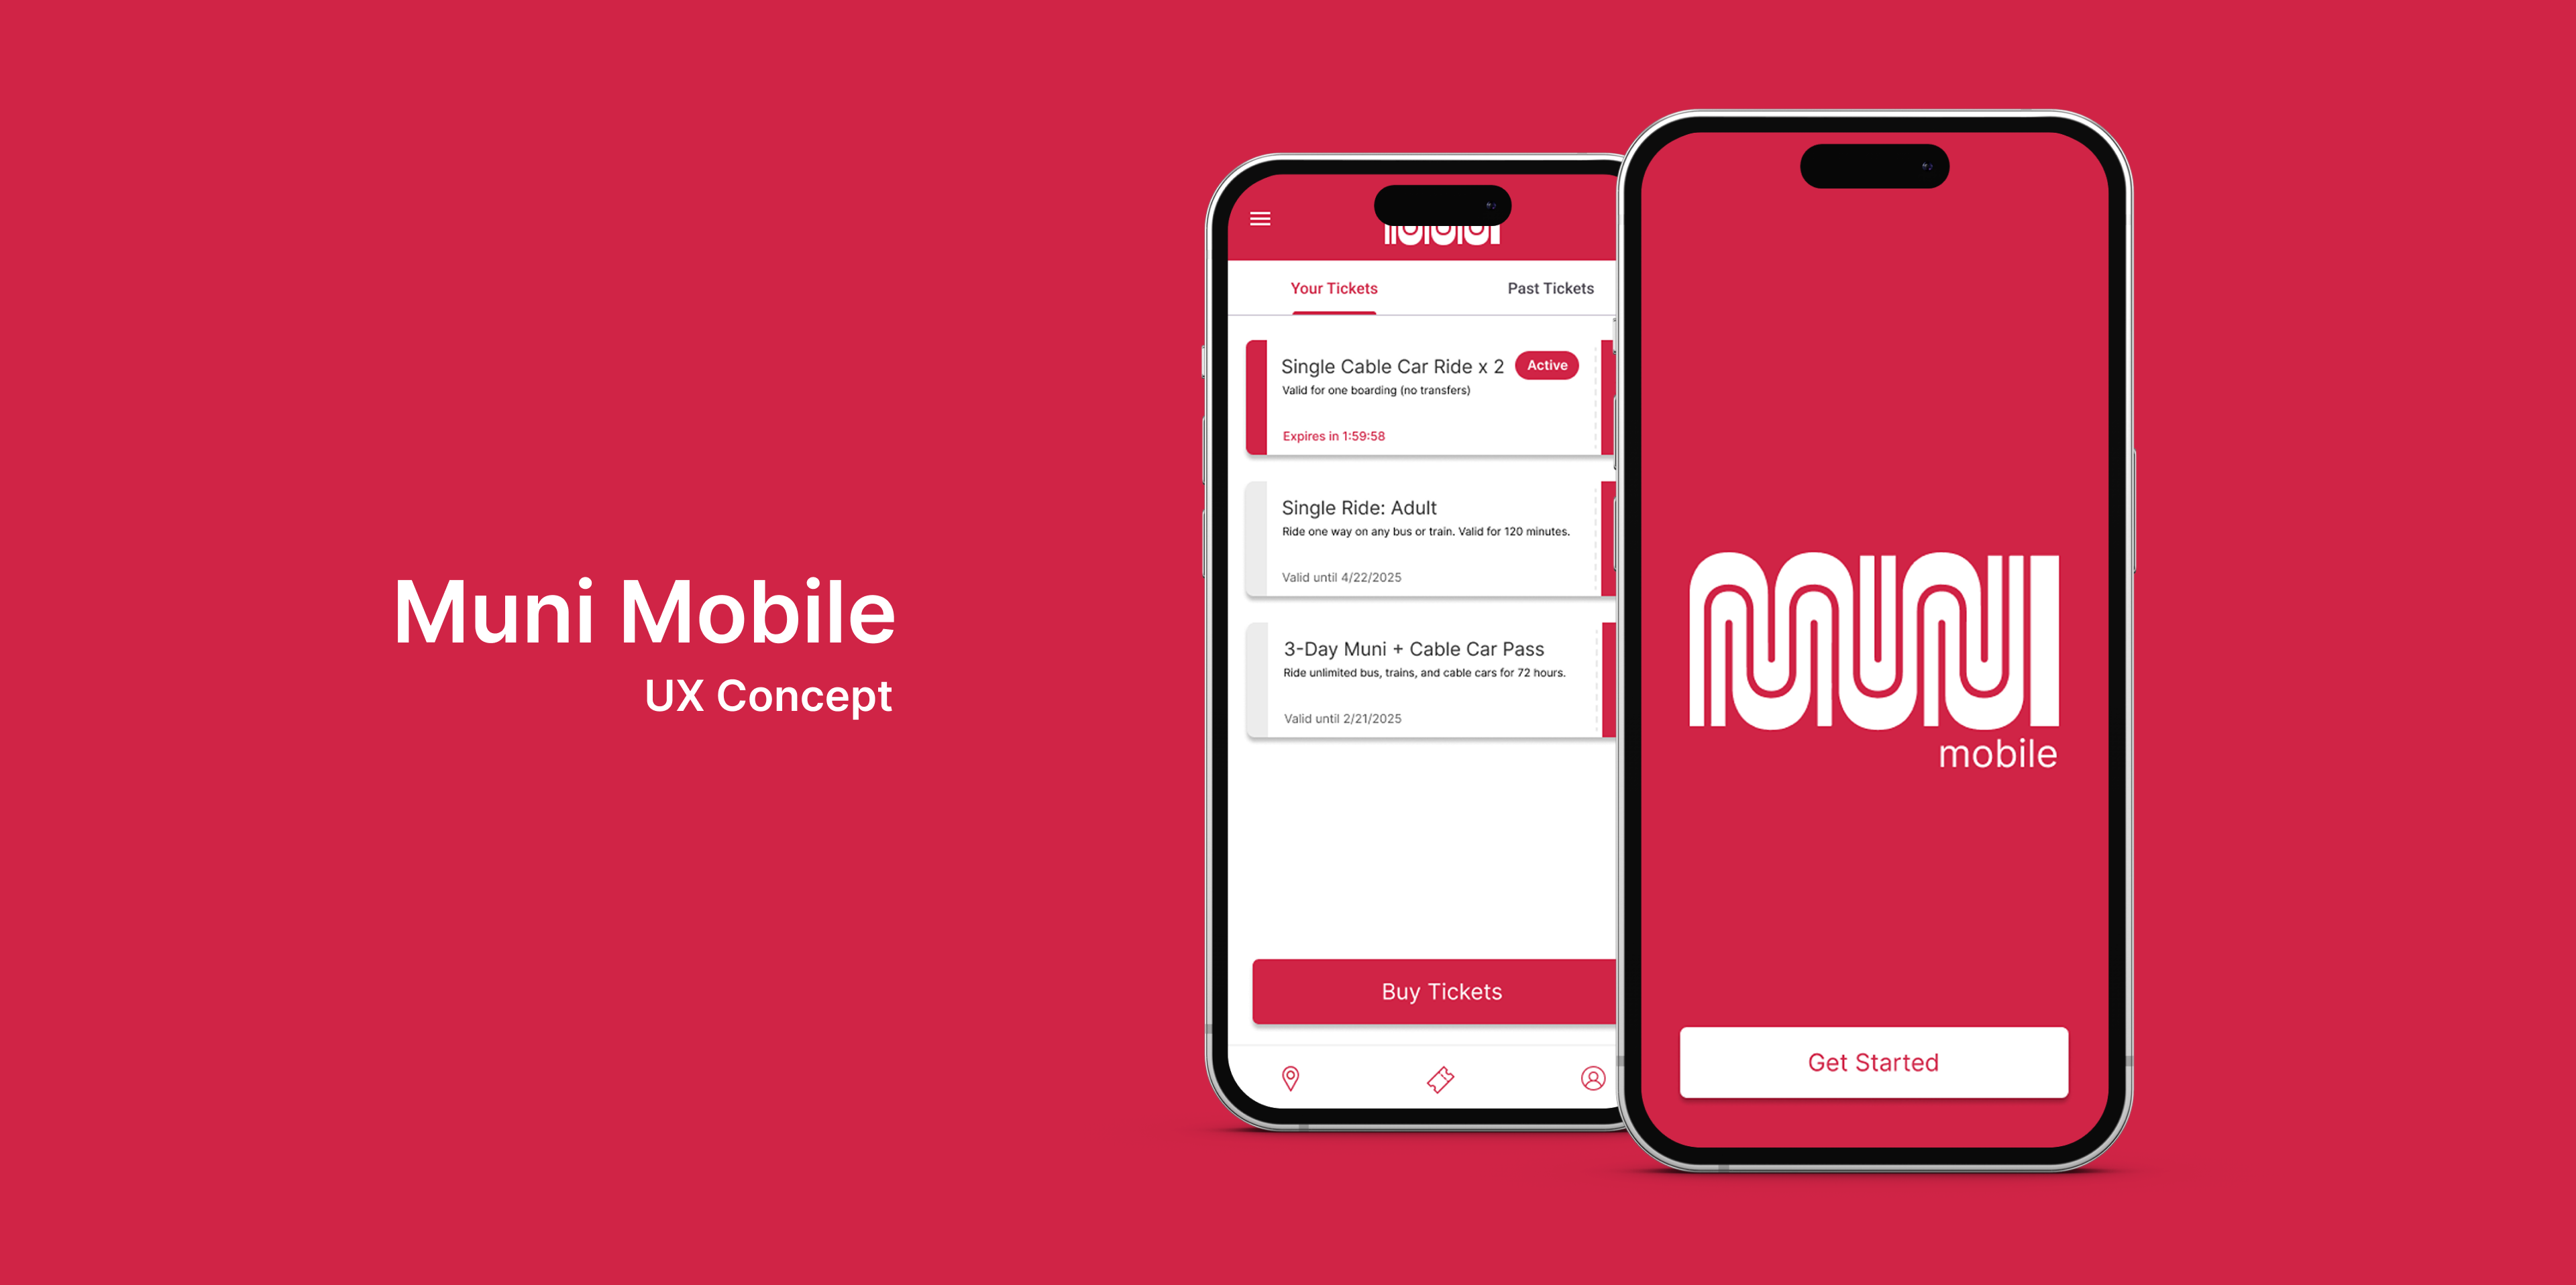 Muni Mobile
UX Concept
Your Tickets
Past Tickets
Single Cable Car Ride x 2
Active
Valid for one boarding (no transfers)
Expires in 1:59:58
Single Ride: Adult
Ride one way on any bus or train. Valid for 120 minutes.
Valid until 4/22/2025
3-Day Muni + Cable Car Pass
Ride unlimited bus, trains, and cable cars for 72 hours.
Valid until 2/21/2025
Buy Tickets
muni
mobile
Get Started